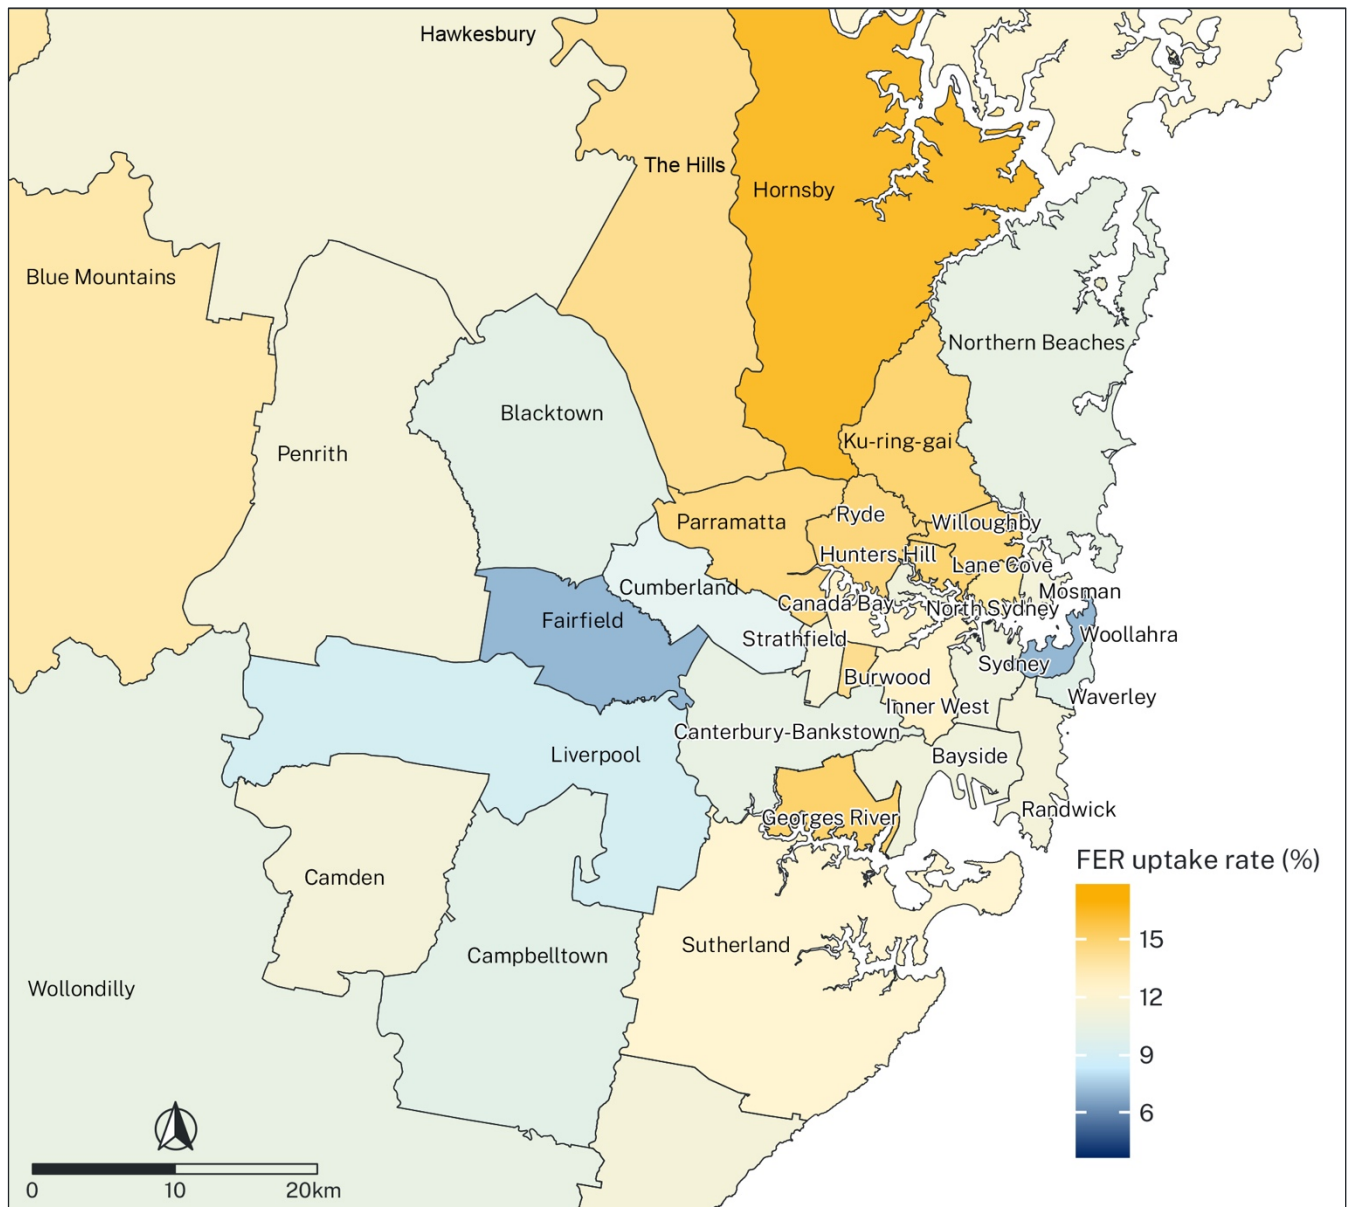 Hawkesbury
The Hills
Hornsby
Blue Mountains
Northern Beaches
Blacktown
Ku-ring-gai
Penrith
Parramatta
Ryde
Willoughby
Hunters Hill
Lane Cove
Cumberland
Mosman
Canada Bay
North Sydney
Fairfield
Strathfield
Woollahra
Sydney
Burwood
Waverley
Inner West
Canterbury-Bankstown
Liverpool
Bayside
Randwick
Georges River
FER uptake rate (%)
Camden
15
Sutherland
Campbelltown
Wollondilly
12
9
6
0 10 20km